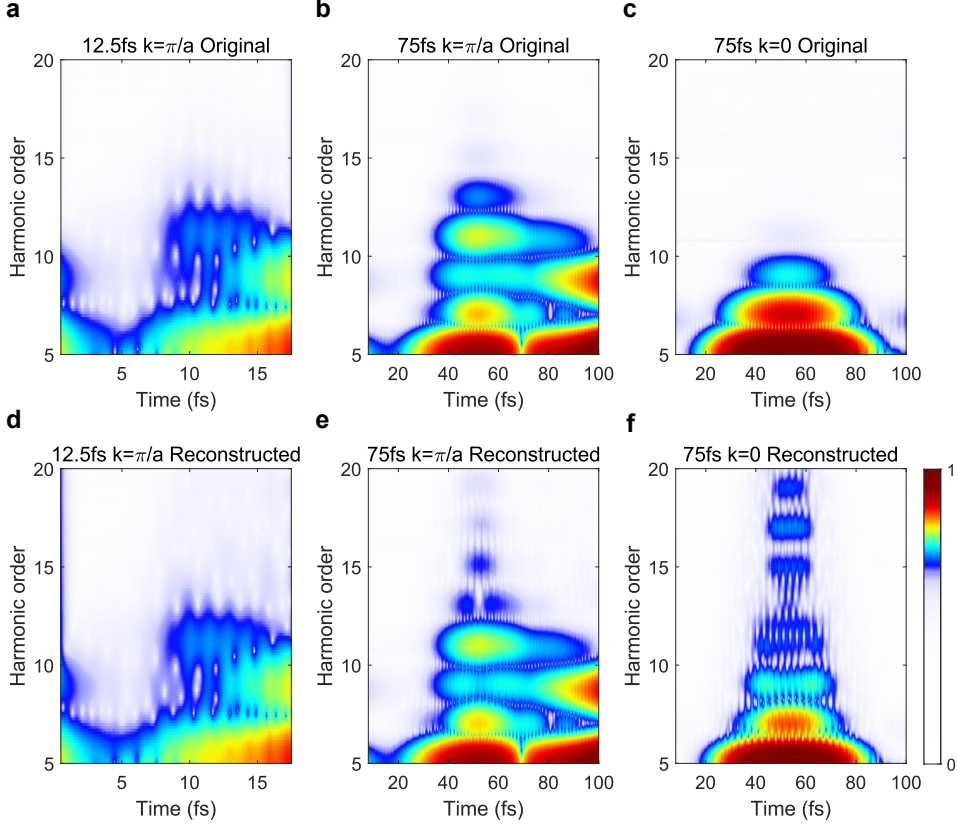 a b c
12.5fs k=π/a Original 75fs k=π/a Original 75fs k=0 Original
20 20 20
15 15 15
10 10 10
5 5 5
Harmonic order Harmonic order Harmonic order
5 10 15 20 40 60 80 100 20 40 60 80 100
Time (fs) Time (fs) Time (fs)
d e f
12.5fs k=π/a Reconstructed 75fs k=π/a Reconstructed 75fs k=0 Reconstructed
20 20 20 1
15 15 15
10 10 10
5 5 5 0
Harmonic order Harmonic order Harmonic order
5 10 15 20 40 60 80 100 20 40 60 80 100
Time (fs) Time (fs) Time (fs)